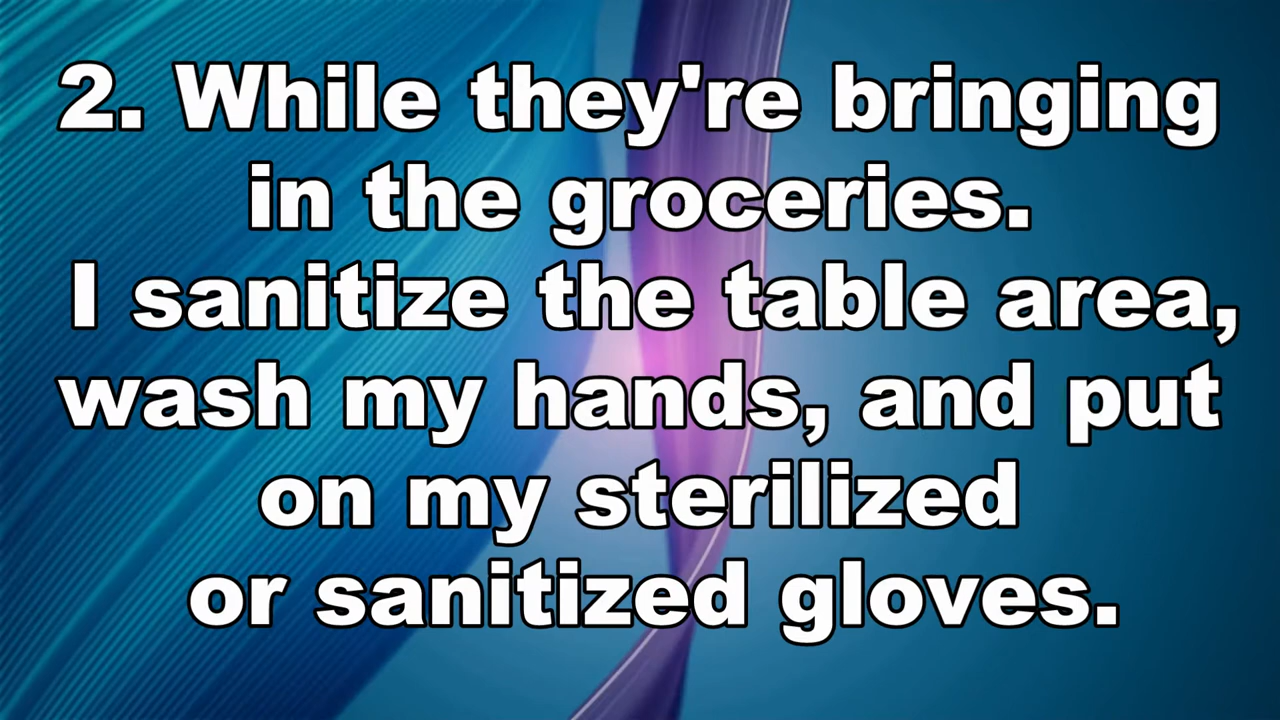 2. While they're bringing
in the groceries.
I sanitize the table area,
wash my hands, and put
on my sterilized
or sanitized gloves.